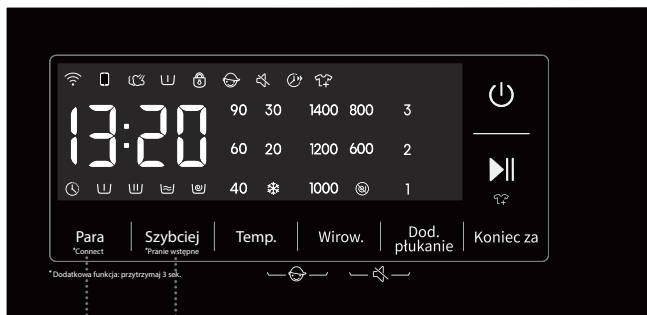 13:20
90 30 1400 800 3
60 20 1200 600 2
40 1000 1
Para
*Connect
Szybciej
*Pranie wstępne
Temp.
Wirow.
Dod.
płukanie
Koniec za
*Dodatkowa funkcja: przytrzymaj 3 sek.